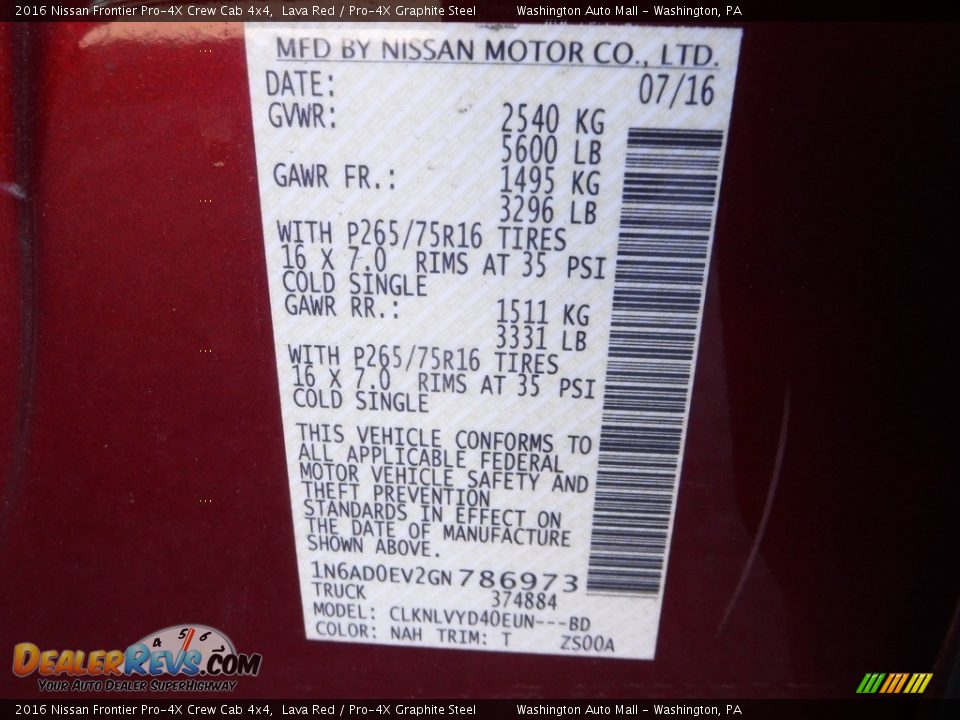 2016 Nissan Frontier Pro-4X Crew Cab 4x4, Lava Red / Pro-4X Graphite Steel Washington Auto Mall - Washington, PA
MFD BY NISSAN MOTOR CO., LTD.
DATE: 07/16
GVWR: 2540 KG
5600 LB
GAWR FR.: 1495 KG
3296 LB
WITH P265/75R16 TIRES
16 X 7.0 RIMS AT 35 PSI
COLD SINGLE
GAWR RR.: 1511 KG
3331 LB
WITH P265/75R16 TIRES
16 X 7.0 RIMS AT 35 PSI
COLD SINGLE
THIS VEHICLE CONFORMS TO
ALL APPLICABLE FEDERAL
MOTOR VEHICLE SAFETY AND
THEFT PREVENTION
STANDARDS IN EFFECT ON
THE DATE OF MANUFACTURE
SHOWN ABOVE.
1N6AD0EV2GN 786973
TRUCK 374884
MODEL: CLKNLVYD40EUN---BD
COLOR: NAH TRIM: T ZS00A
4 5 6
DEALERREVS.COM
Your Auto Dealer SuperHighway
2016 Nissan Frontier Pro-4X Crew Cab 4x4, Lava Red / Pro-4X Graphite Steel Washington Auto Mall - Washington, PA